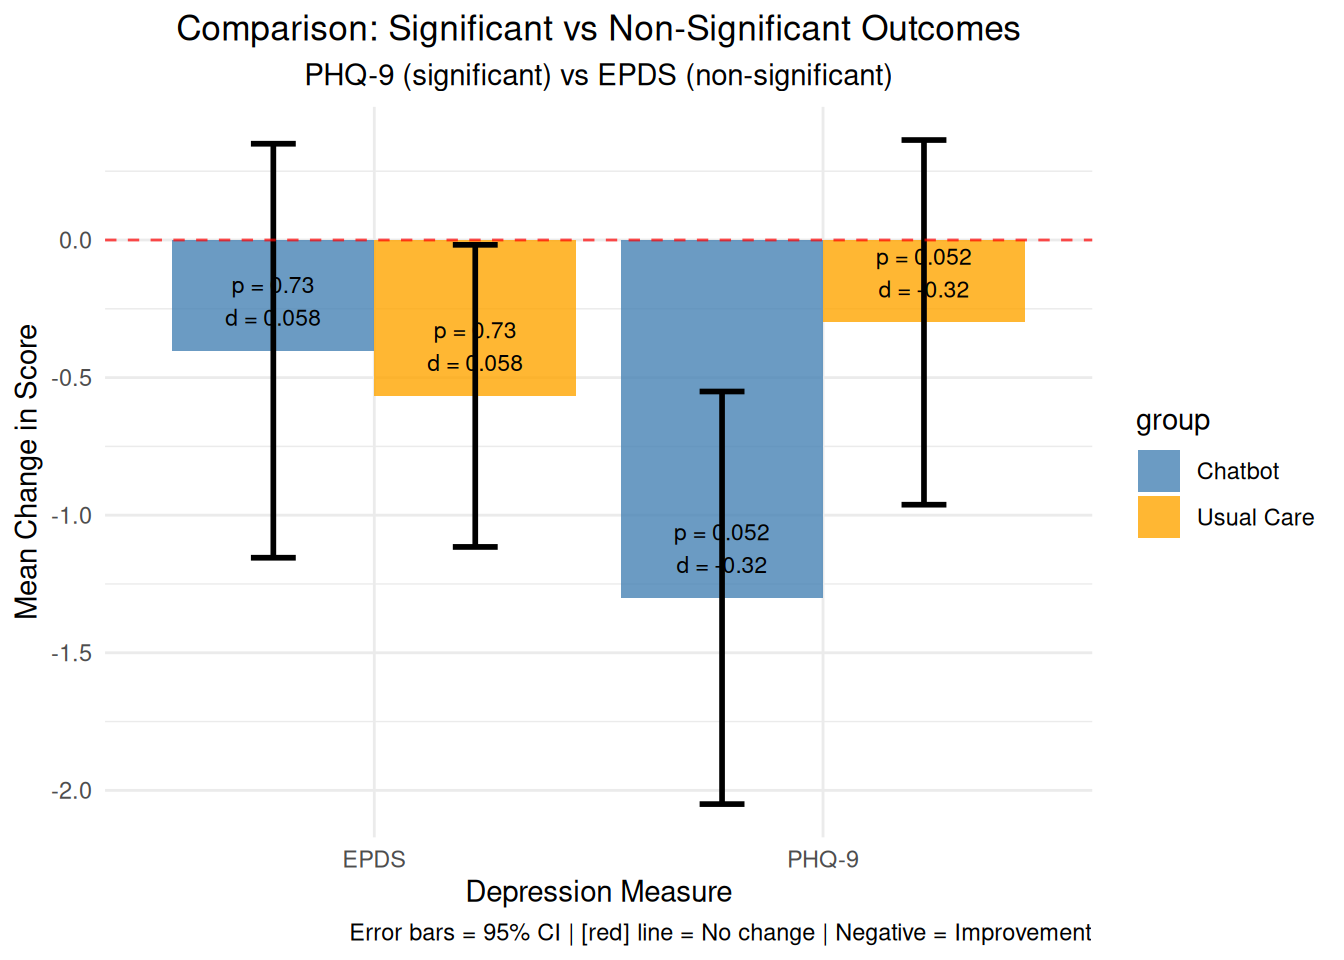 Comparison: Significant vs Non-Significant Outcomes
PHQ-9 (significant) vs EPDS (non-significant)
Mean Change in Score
0.0
-0.5
-1.0
-1.5
-2.0
p = 0.73
d = 0.058
p = 0.73
d = 0.058
p = 0.052
d = -0.32
p = 0.052
d = -0.32
EPDS
PHQ-9
Depression Measure
group
Chatbot
Usual Care
Error bars = 95% CI | [red] line = No change | Negative = Improvement